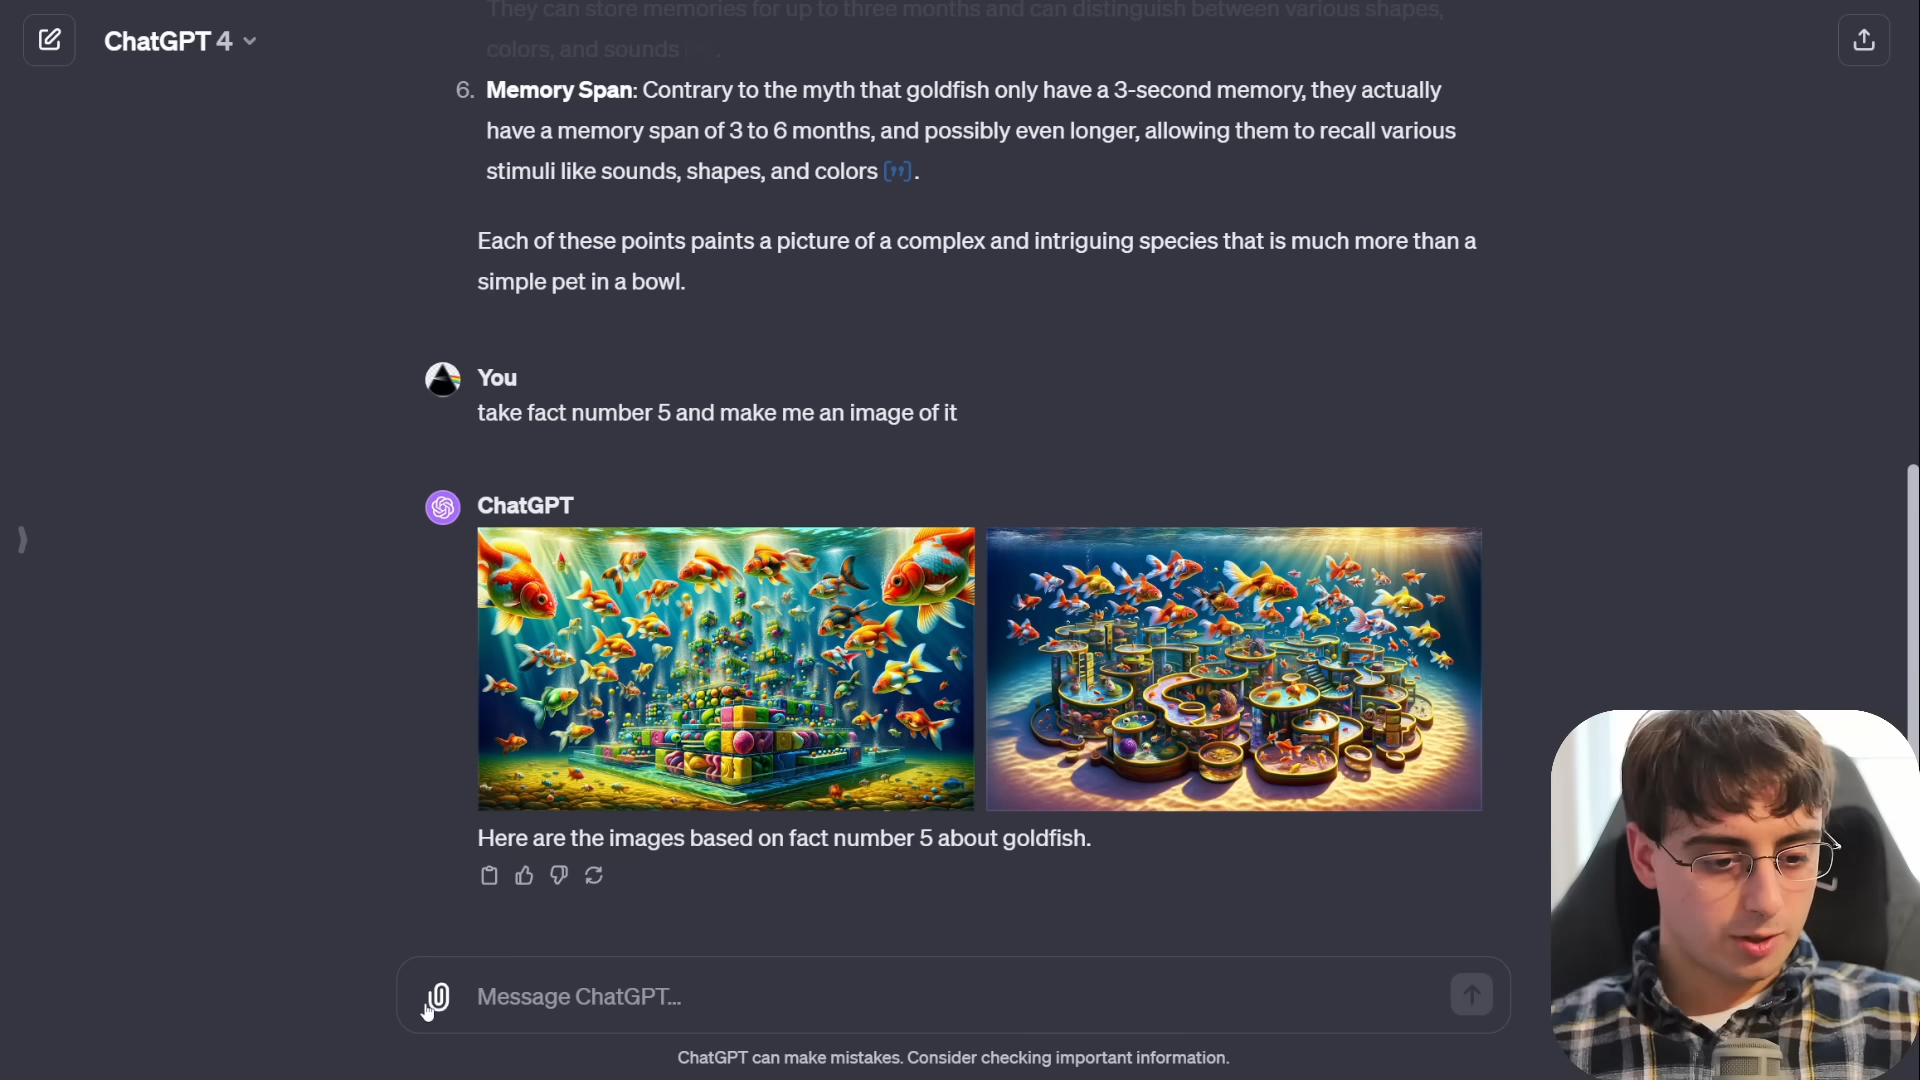 They can store memories for up to three months and can distinguish between various shapes,
ChatGPT 4
colors, and sounds
6. Memory Span: Contrary to the myth that goldfish only have a 3-second memory, they actually
have a memory span of 3 to 6 months, and possibly even longer, allowing them to recall various
stimuli like sounds, shapes, and colors ["].
Each of these points paints a picture of a complex and intriguing species that is much more than a
simple pet in a bowl.
You
take fact number 5 and make me an image of it
ChatGPT
Here are the images based on fact number 5 about goldfish.
Message ChatGPT...
ChatGPT can make mistakes. Consider checking important information.